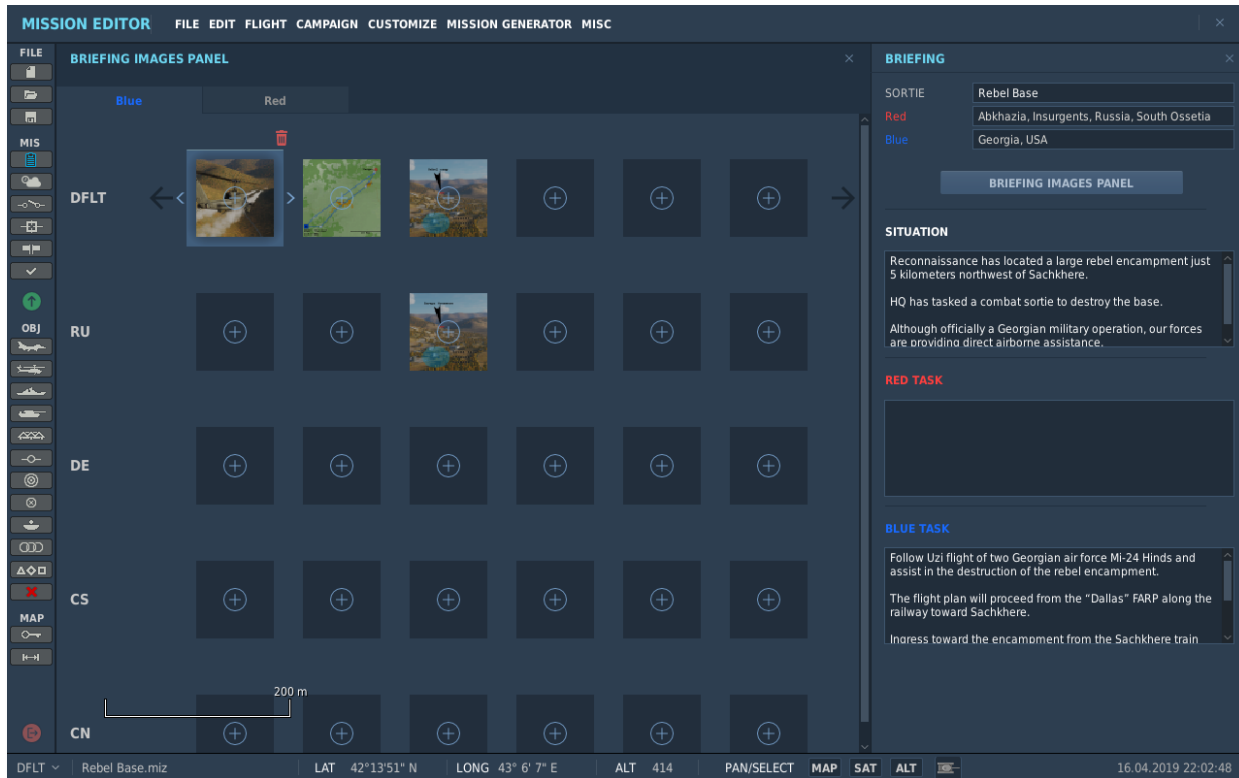 MISSION EDITOR FILE EDIT FLIGHT CAMPAIGN CUSTOMIZE MISSION GENERATOR MISC
FILE
MIS
OBJ
MAP
BRIEFING IMAGES PANEL
Blue Red
DFLT
RU
DE
CS
CN
200 m
BRIEFING
SORTIE Rebel Base
Red Abkhazia, Insurgents, Russia, South Ossetia
Blue Georgia, USA
BRIEFING IMAGES PANEL
SITUATION
Reconnaissance has located a large rebel encampment just
5 kilometers northwest of Sachkhere.
HQ has tasked a combat sortie to destroy the base.
Although officially a Georgian military operation, our forces
are providing direct airborne assistance.
RED TASK
BLUE TASK
Follow Uzi flight of two Georgian air force Mi-24 Hinds and
assist in the destruction of the rebel encampment.
The flight plan will proceed from the “Dallas” FARP along the
railway toward Sachkhere.
Ingress toward the encampment from the Sachkhere train
DFLT Rebel Base.miz LAT 42°13'51" N LONG 43° 6' 7" E ALT 414 PAN/SELECT MAP SAT ALT 16.04.2019 22:02:48